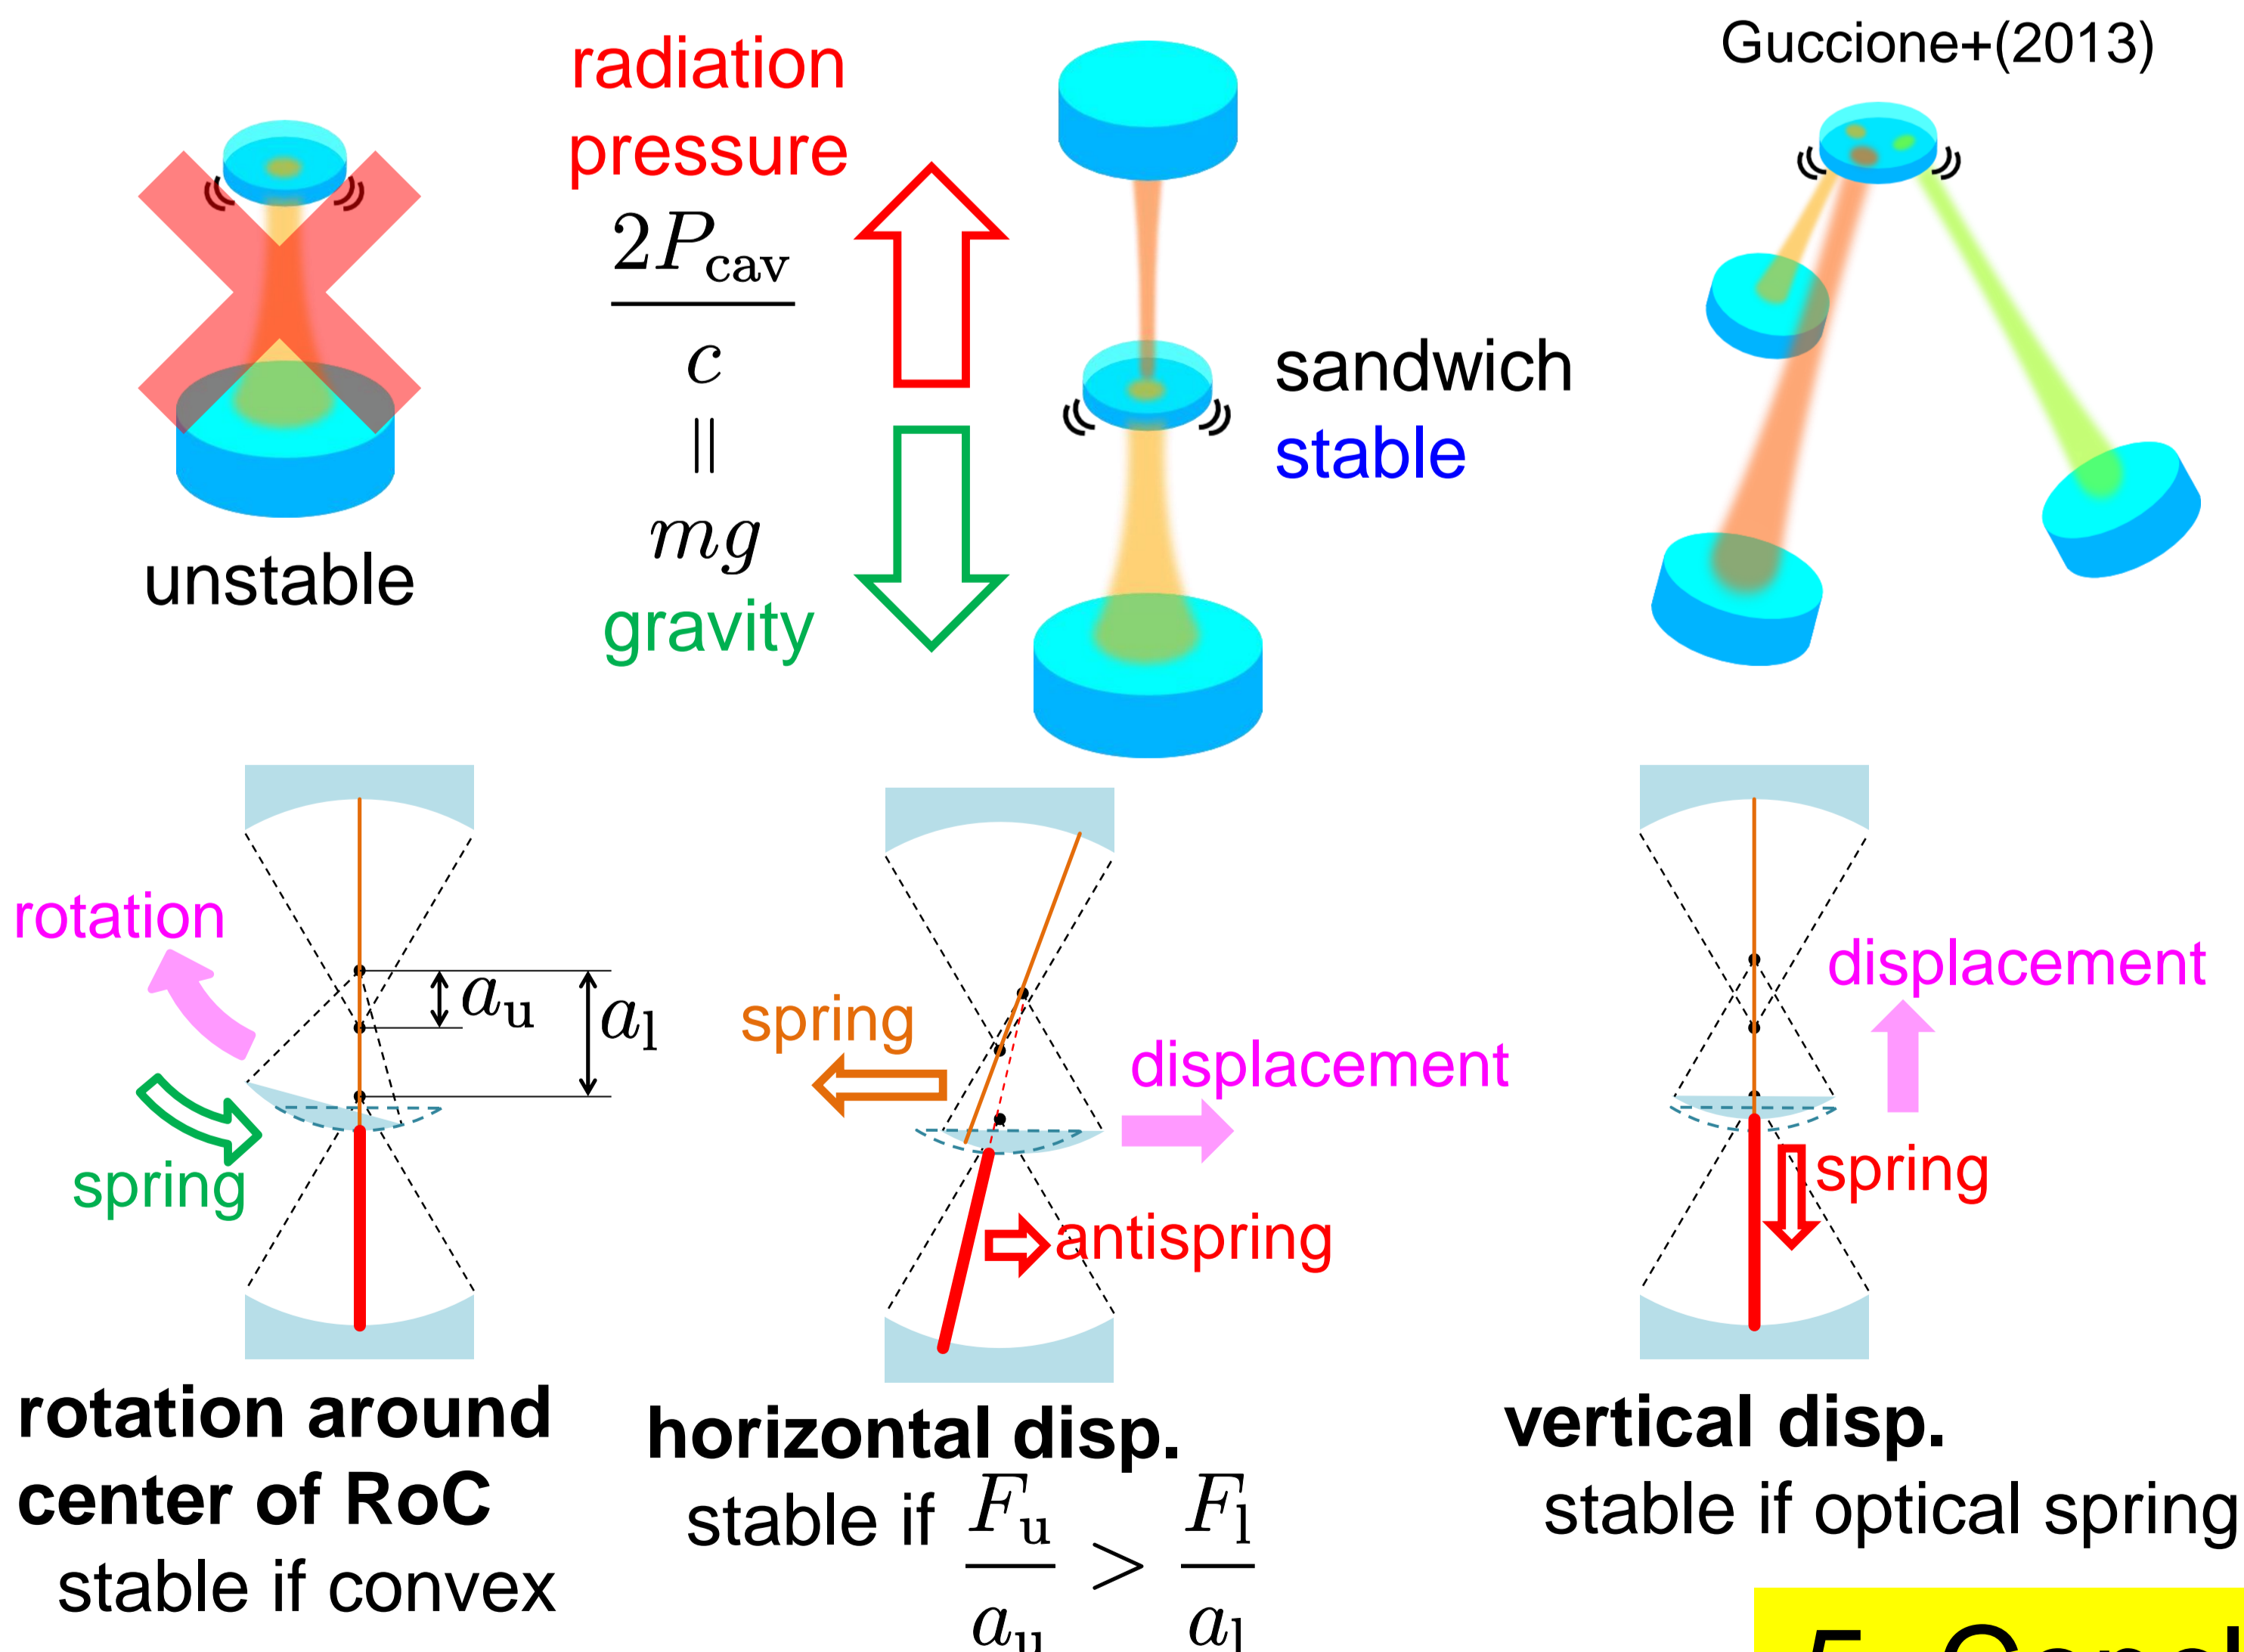 radiation
pressure
2P_cav
c
||
mg
gravity
unstable
sandwich
stable
Guccione+(2013)
rotation
a_u
a_l
spring
rotation around
center of RoC
stable if convex
spring
displacement
antispring
horizontal disp.
stable if F_u / a_u > F_l / a_l
displacement
spring
vertical disp.
stable if optical spring